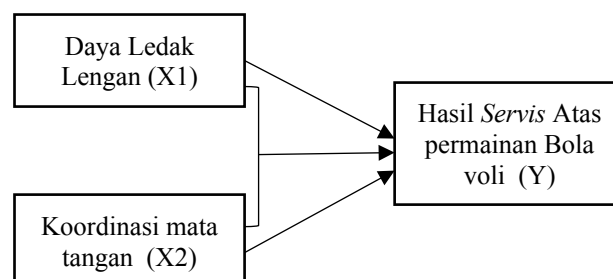 Daya Ledak
Lengan (X1)
Hasil Servis Atas
permainan Bola
voli (Y)
Koordinasi mata
tangan (X2)